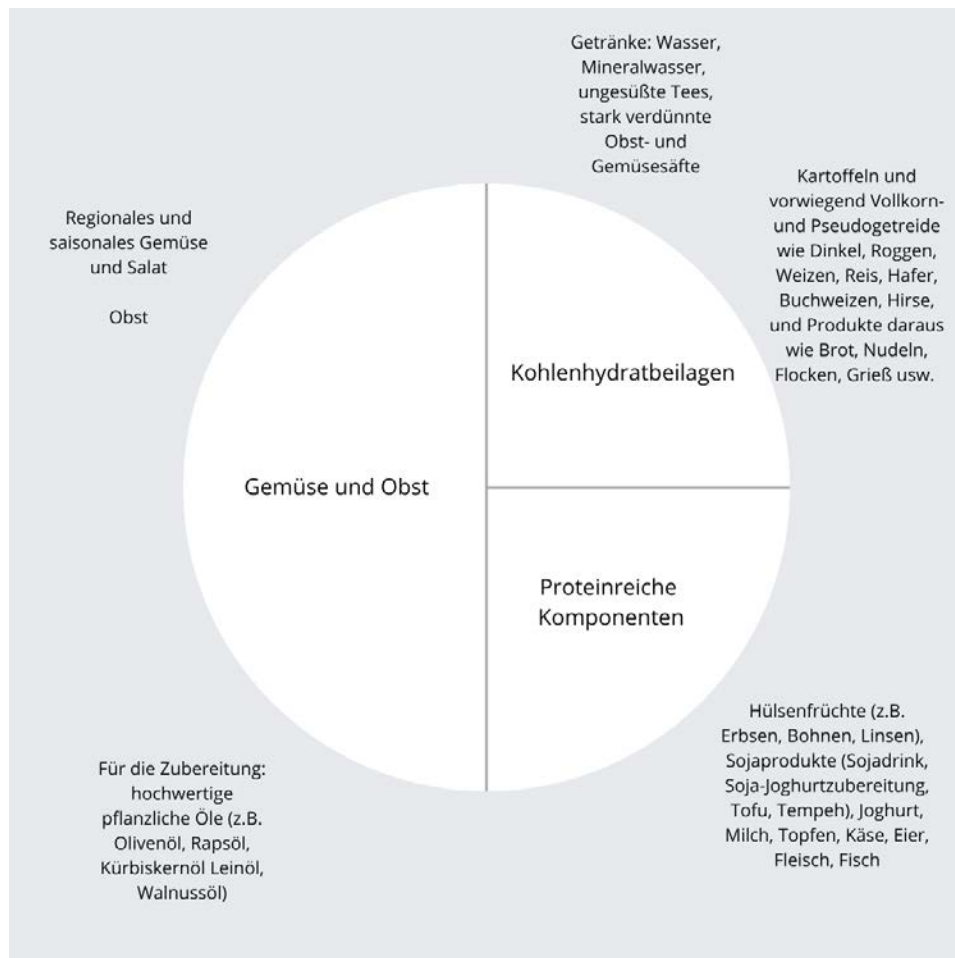 Getränke: Wasser,
Mineralwasser,
ungesüßte Tees,
stark verdünnte
Obst- und
Gemüsesäfte
Kartoffeln und
vorwiegend Vollkorn-
und Pseudogetreide
wie Dinkel, Roggen,
Weizen, Reis, Hafer,
Buchweizen, Hirse,
und Produkte daraus
wie Brot, Nudeln,
Flocken, Grieß usw.
Regionales und
saisonales Gemüse
und Salat
Obst
Kohlenhydratbeilagen
Gemüse und Obst
Proteinreiche
Komponenten
Hülsenfrüchte (z.B.
Erbsen, Bohnen, Linsen),
Sojaprodukte (Sojadrink,
Soja-Joghurtzubereitung,
Tofu, Tempeh), Joghurt,
Milch, Topfen, Käse, Eier,
Fleisch, Fisch
Für die Zubereitung:
hochwertige
pflanzliche Öle (z.B.
Olivenöl, Rapsöl,
Kürbiskernöl Leinöl,
Walnussöl)